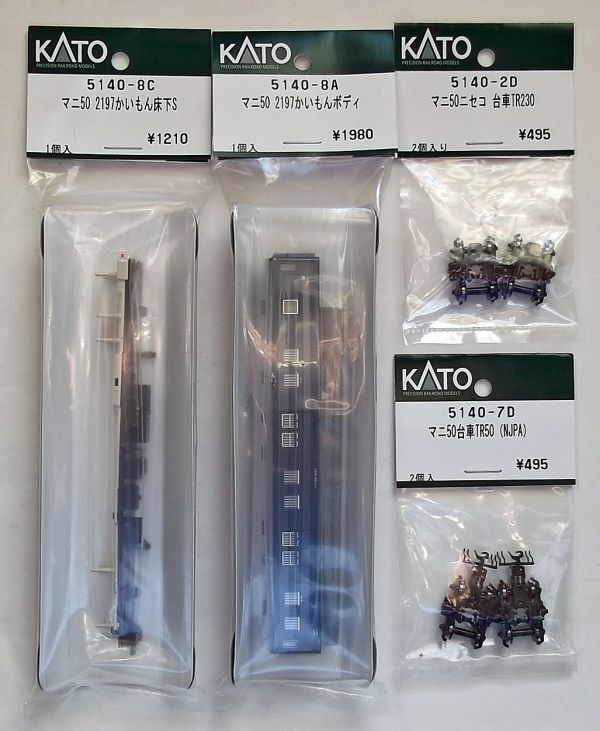 KATO
PRECISION RAILROAD MODELS
5140-8C
マニ50 2197かいもん床下S
¥1210
1個入
KATO
PRECISION RAILROAD MODELS
5140-8A
マニ50 2197かいもんボディ
¥1980
1個入
KATO
PRECISION RAILROAD MODELS
5140-2D
マニ50ニセコ 台車TR230
¥495
2個入り
KATO
PRECISION RAILROAD MODELS
5140-7D
マニ50台車TR50 (NJPA)
¥495
2個入